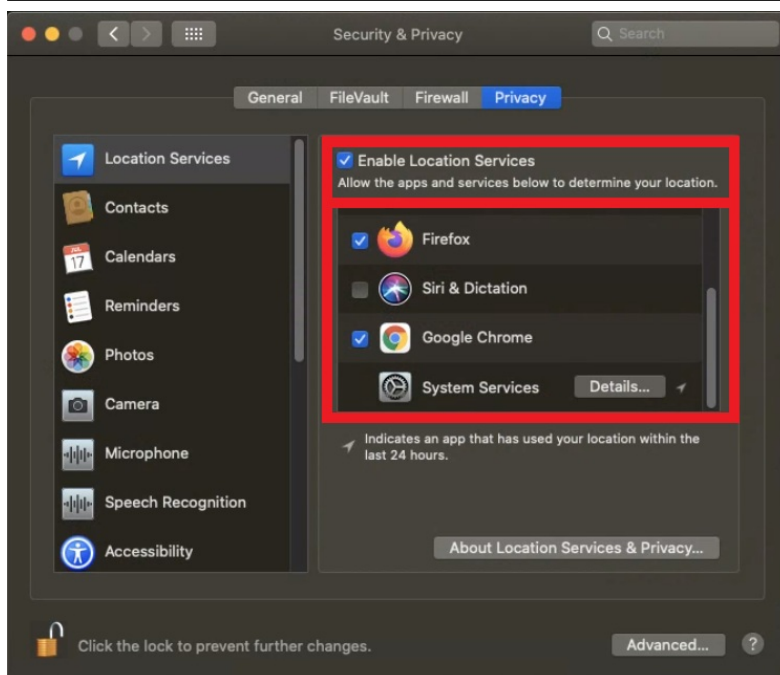 Security & Privacy
Search
General
FileVault
Firewall
Privacy
Location Services
Contacts
JUL
17
Calendars
Reminders
Photos
Camera
Microphone
Speech Recognition
Accessibility
Enable Location Services
Allow the apps and services below to determine your location.
Firefox
Siri & Dictation
Google Chrome
System Services
Details...
Indicates an app that has used your location within the
last 24 hours.
About Location Services & Privacy...
Click the lock to prevent further changes.
Advanced...
?